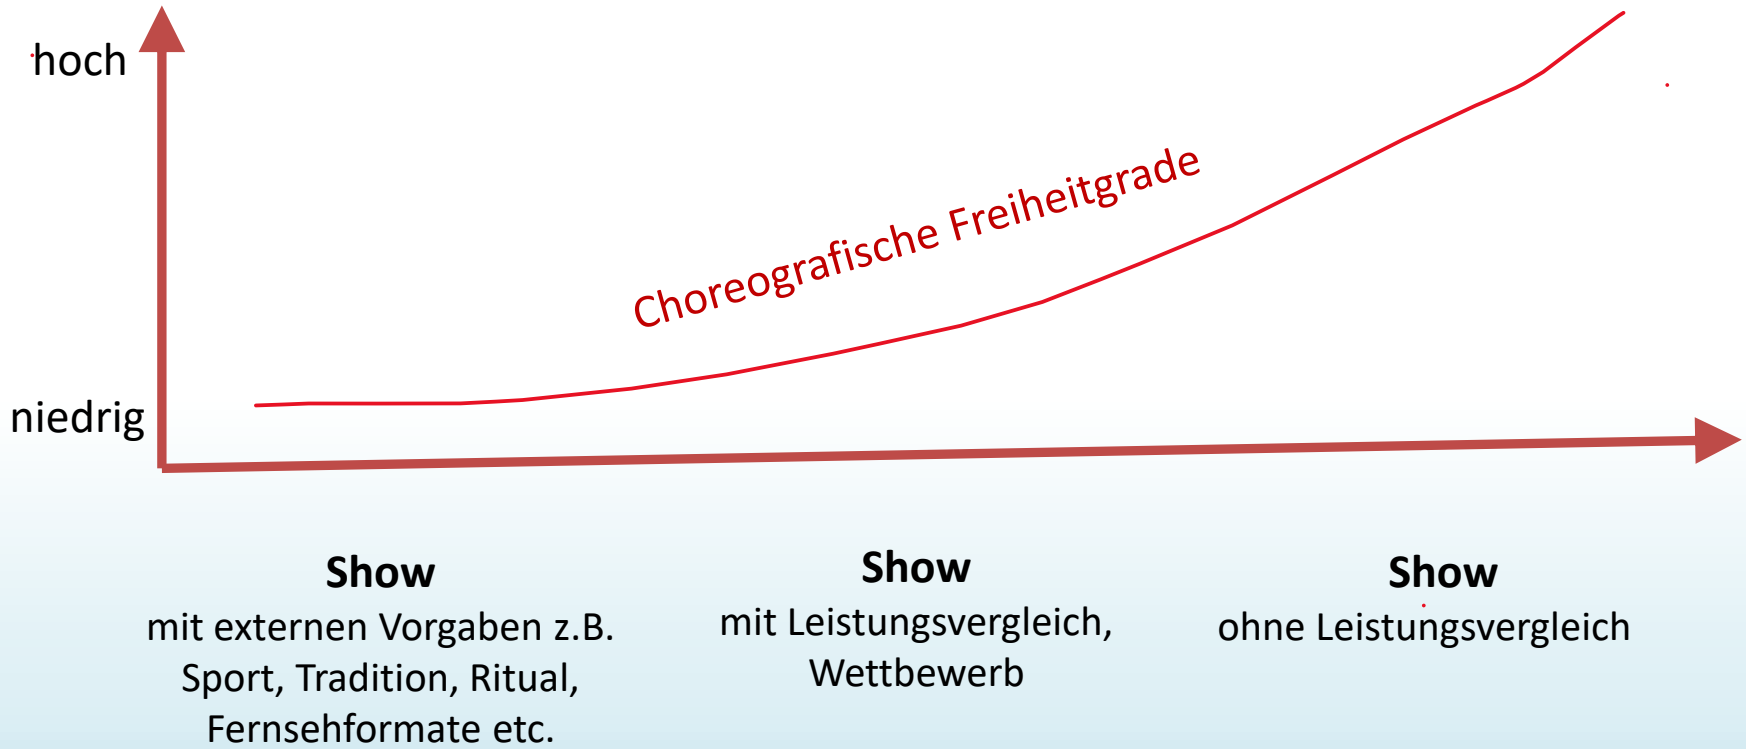 hoch
Choreografische Freiheitgrade
niedrig
Show
mit externen Vorgaben z.B.
Sport, Tradition, Ritual,
Fernsehformate etc.
Show
mit Leistungsvergleich,
Wettbewerb
Show
ohne Leistungsvergleich